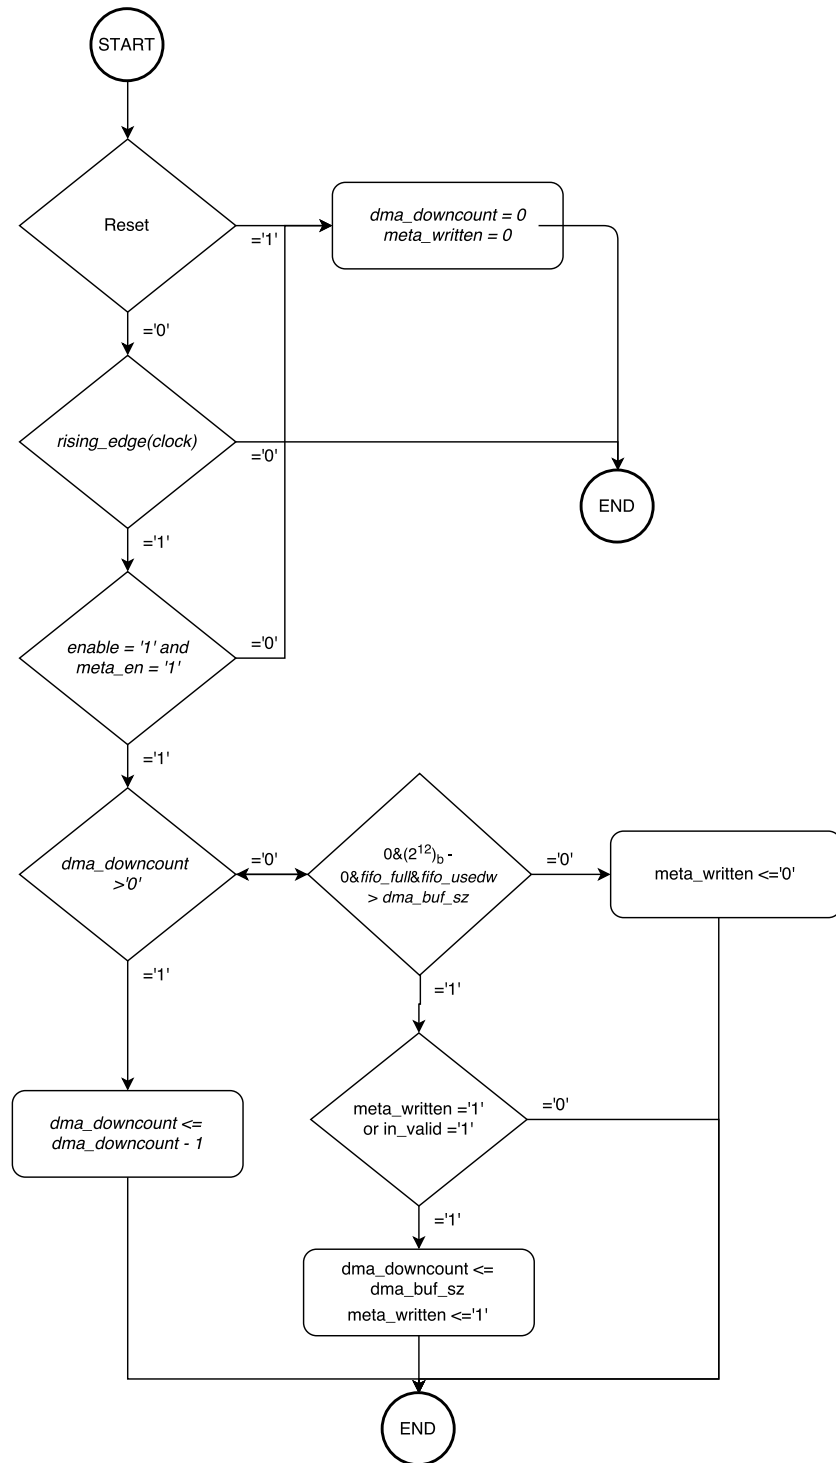 START
Reset
='1'
dma_downcount = 0
meta_written = 0
='0'
rising_edge(clock)
='0'
END
='1'
enable = '1' and
meta_en = '1'
='0'
='1'
dma_downcount
>'0'
='0'
0&(2¹²)b -
0&fifo_full&fifo_usedw
> dma_buf_sz
='0'
meta_written <='0'
='1'
='1'
meta_written ='1'
or in_valid ='1'
='0'
dma_downcount <=
dma_downcount - 1
='1'
dma_downcount <=
dma_buf_sz
meta_written <='1'
END